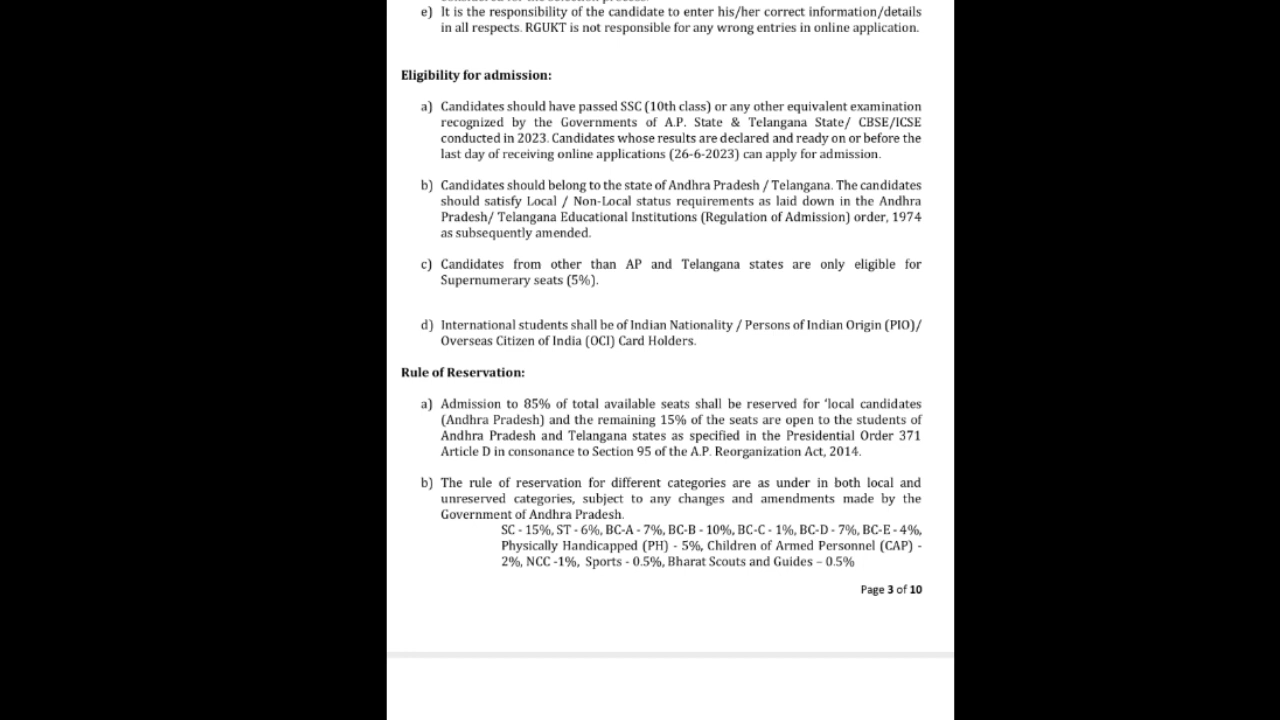 e) It is the responsibility of the candidate to enter his/her correct information/details
in all respects. RGUKT is not responsible for any wrong entries in online application.
Eligibility for admission:
a) Candidates should have passed SSC (10th class) or any other equivalent examination
recognized by the Governments of A.P. State & Telangana State/ CBSE/ICSE
conducted in 2023. Candidates whose results are declared and ready on or before the
last day of receiving online applications (26-6-2023) can apply for admission.
b) Candidates should belong to the state of Andhra Pradesh / Telangana. The candidates
should satisfy Local / Non-Local status requirements as laid down in the Andhra
Pradesh/ Telangana Educational Institutions (Regulation of Admission) order, 1974
as subsequently amended.
c) Candidates from other than AP and Telangana states are only eligible for
Supernumerary seats (5%).
d) International students shall be of Indian Nationality / Persons of Indian Origin (PIO)/
Overseas Citizen of India (OCI) Card Holders.
Rule of Reservation:
a) Admission to 85% of total available seats shall be reserved for 'local candidates
(Andhra Pradesh) and the remaining 15% of the seats are open to the students of
Andhra Pradesh and Telangana states as specified in the Presidential Order 371
Article D in consonance to Section 95 of the A.P. Reorganization Act, 2014.
b) The rule of reservation for different categories are as under in both local and
unreserved categories, subject to any changes and amendments made by the
Government of Andhra Pradesh.
SC - 15%, ST - 6%, BC-A - 7%, BC-B - 10%, BC-C - 1%, BC-D - 7%, BC-E - 4%,
Physically Handicapped (PH) - 5%, Children of Armed Personnel (CAP) -
2%, NCC -1%, Sports - 0.5%, Bharat Scouts and Guides – 0.5%
Page 3 of 10